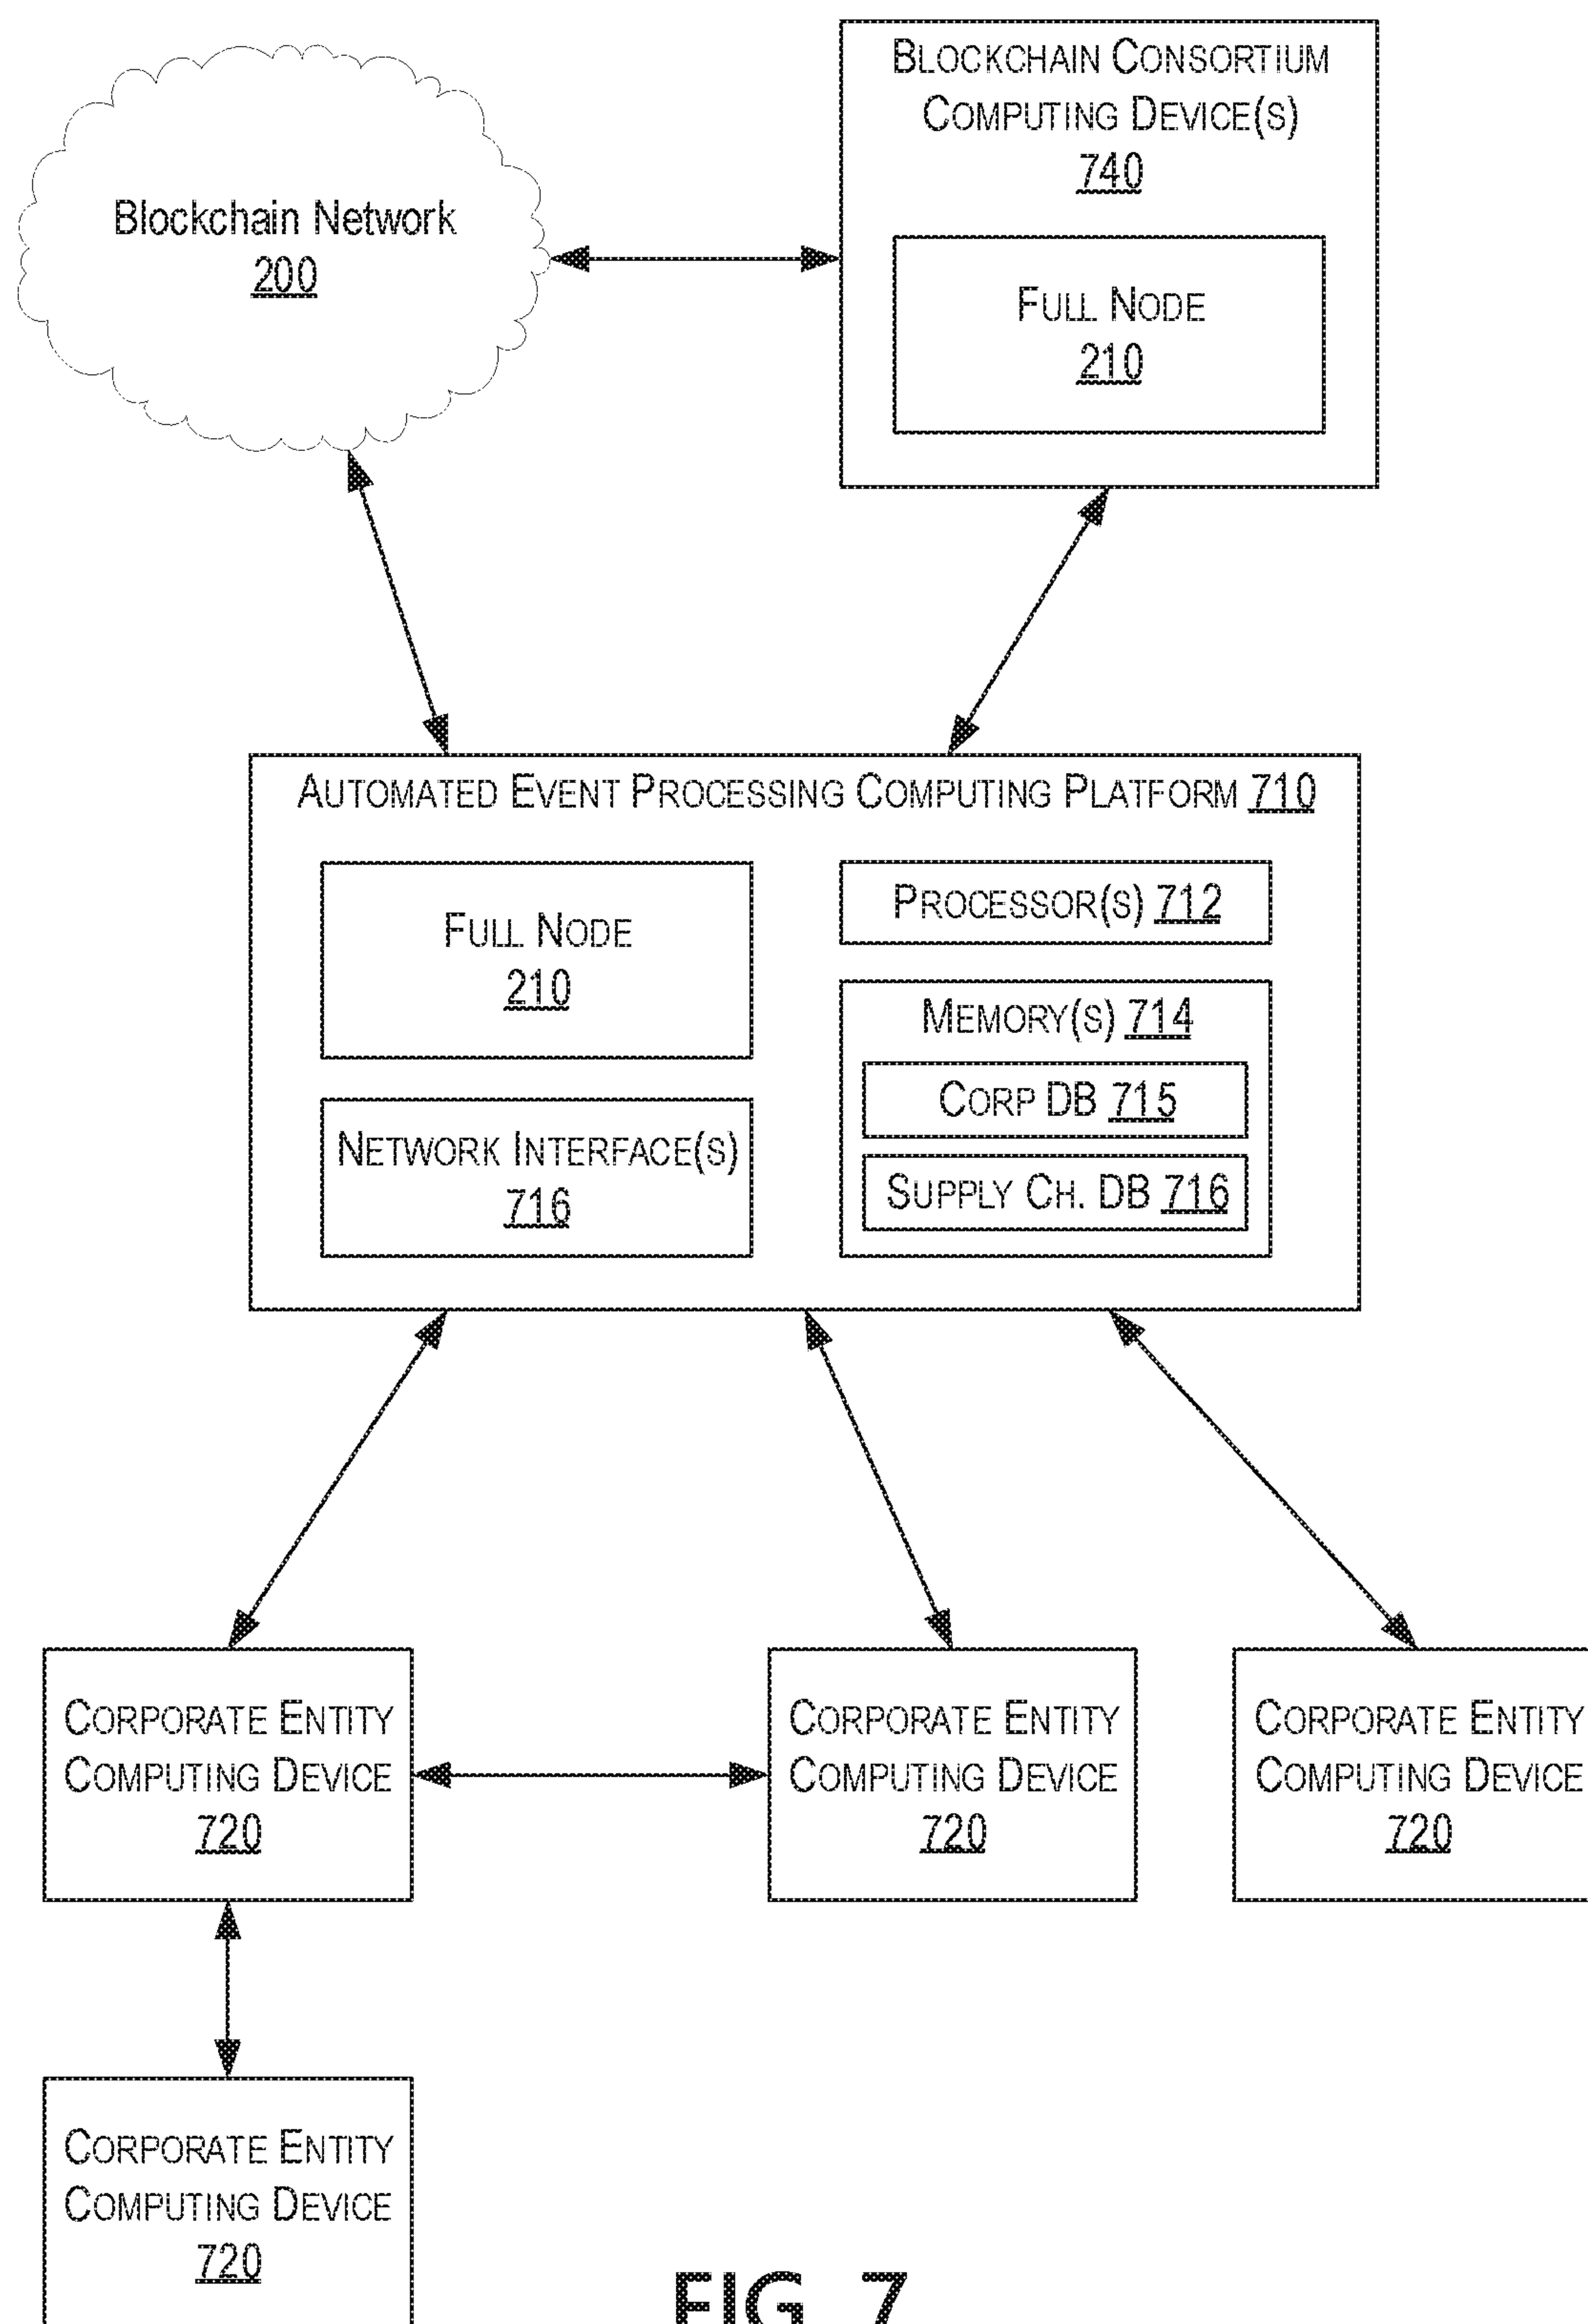 Blockchain Network
200
BLOCKCHAIN CONSORTIUM
COMPUTING DEVICE(S)
740
FULL NODE
210
AUTOMATED EVENT PROCESSING COMPUTING PLATFORM 710
FULL NODE
210
NETWORK INTERFACE(S)
716
PROCESSOR(S) 712
MEMORY(S) 714
CORP DB 715
SUPPLY CH. DB 716
CORPORATE ENTITY
COMPUTING DEVICE
720
CORPORATE ENTITY
COMPUTING DEVICE
720
CORPORATE ENTITY
COMPUTING DEVICE
720
CORPORATE ENTITY
COMPUTING DEVICE
720
FIG. 7